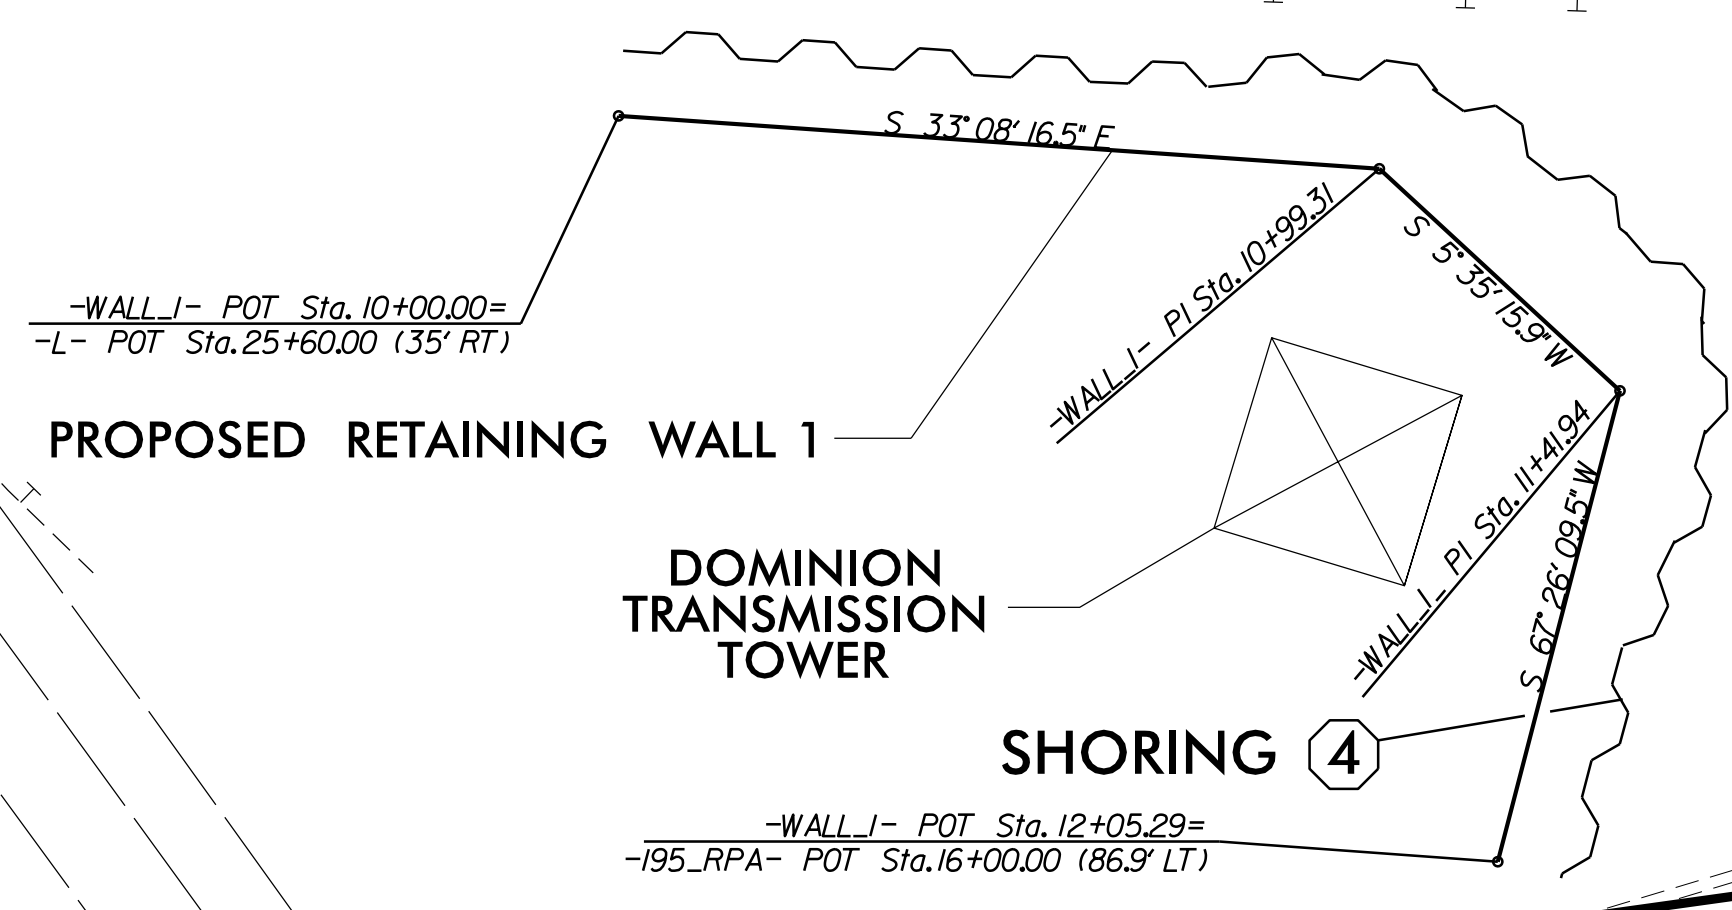 S 33°08'16.5" E
-WALL_1- PI Sta. 10+99.31
S 5°35'15.9" W
-WALL_1- POT Sta. 10+00.00=
-L- POT Sta. 25+60.00 (35' RT)
PROPOSED RETAINING WALL 1
-WALL_1- PI Sta. 11+41.94
S 67°26'09.5" W
DOMINION
TRANSMISSION
TOWER
SHORING 4
-WALL_1- POT Sta. 12+05.29=
-195_RPA- POT Sta. 16+00.00 (86.9' LT)